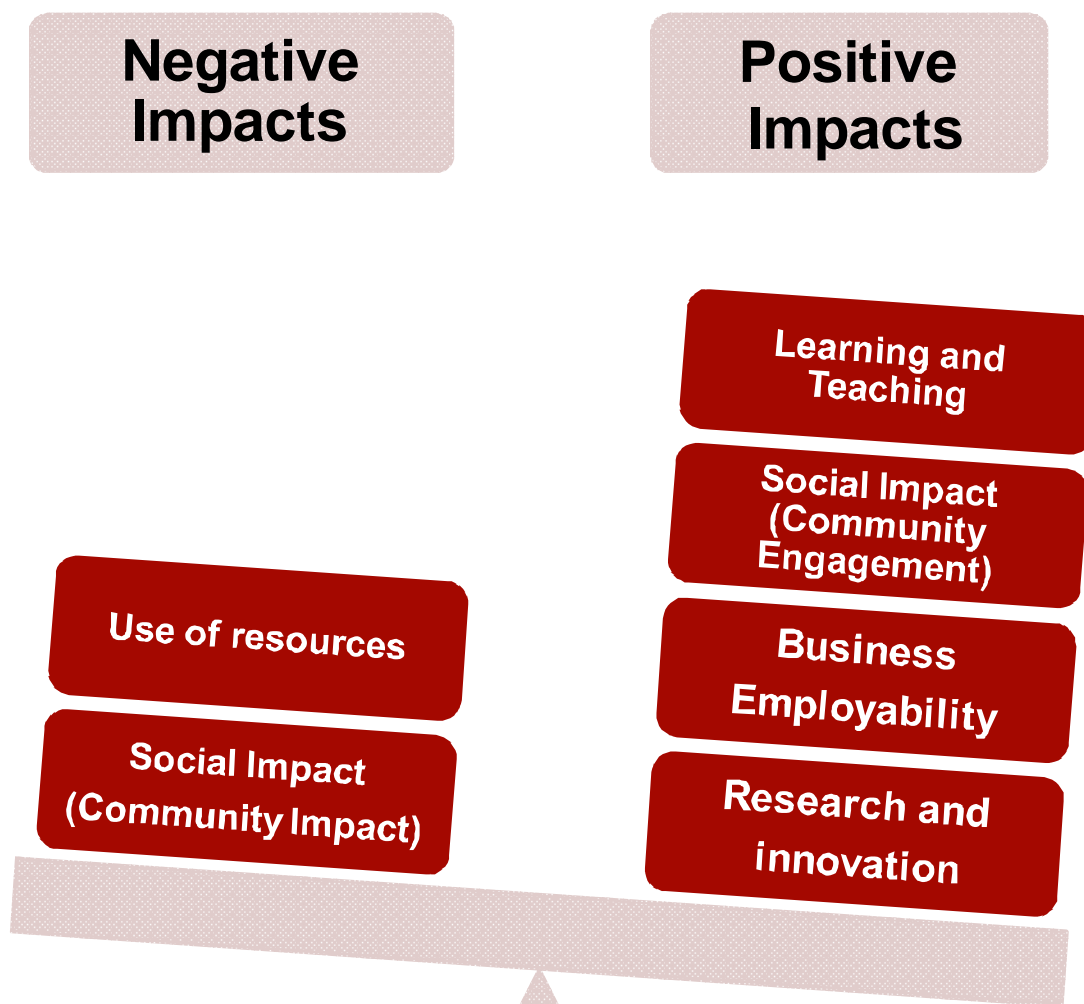 Negative
Impacts
Positive
Impacts
Use of resources
Social Impact
(Community Impact)
Learning and
Teaching
Social Impact
(Community
Engagement)
Business
Employability
Research and
innovation